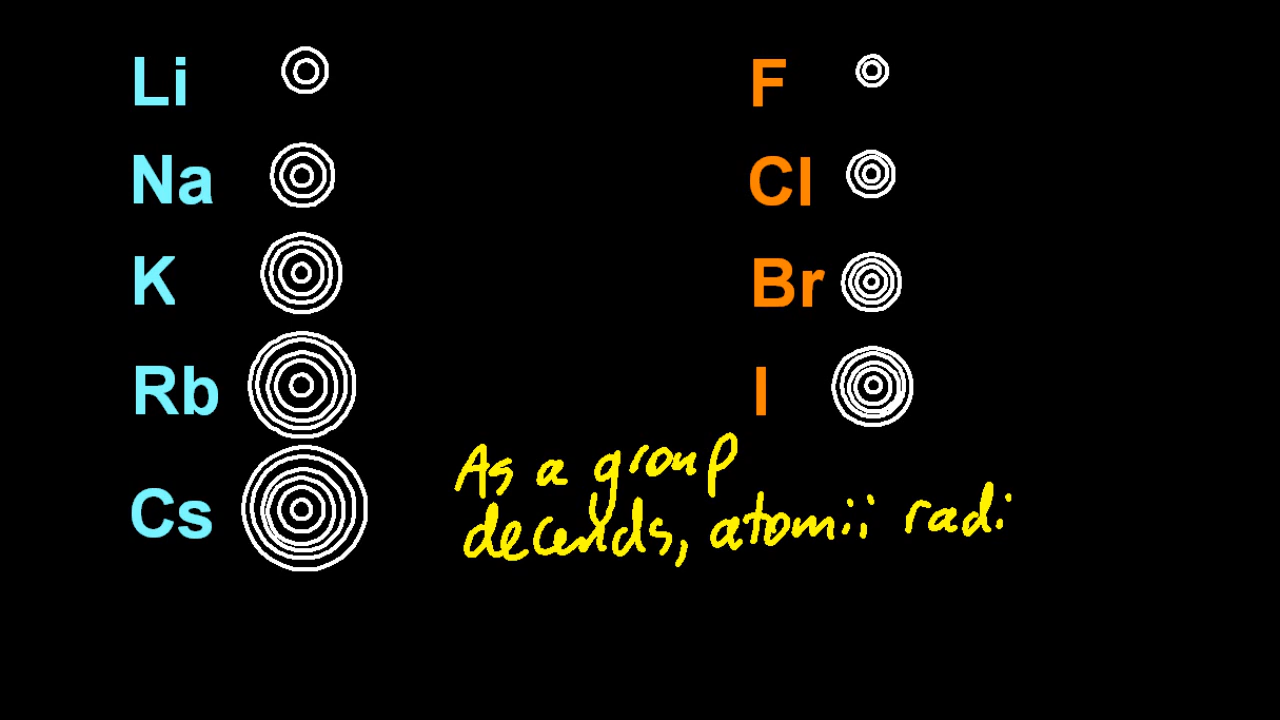 Li
Na
K
Rb
Cs
F
Cl
Br
I
As a group
decends, atomii radi